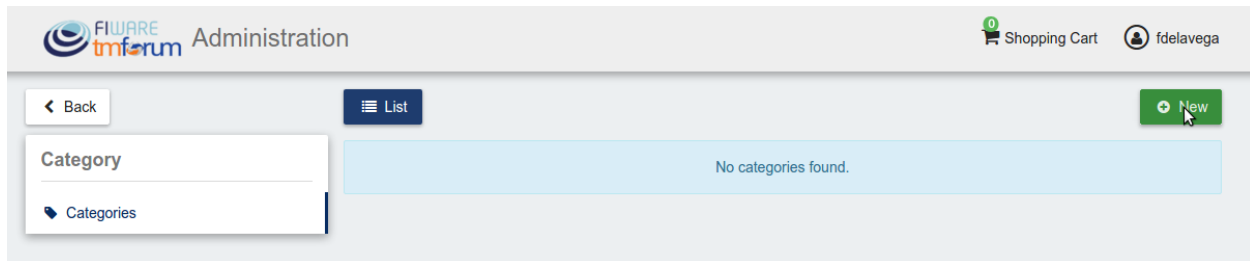 FIWARE
tmforum
Administration
0
Shopping Cart
fdelavega
Back
List
New
Category
No categories found.
Categories